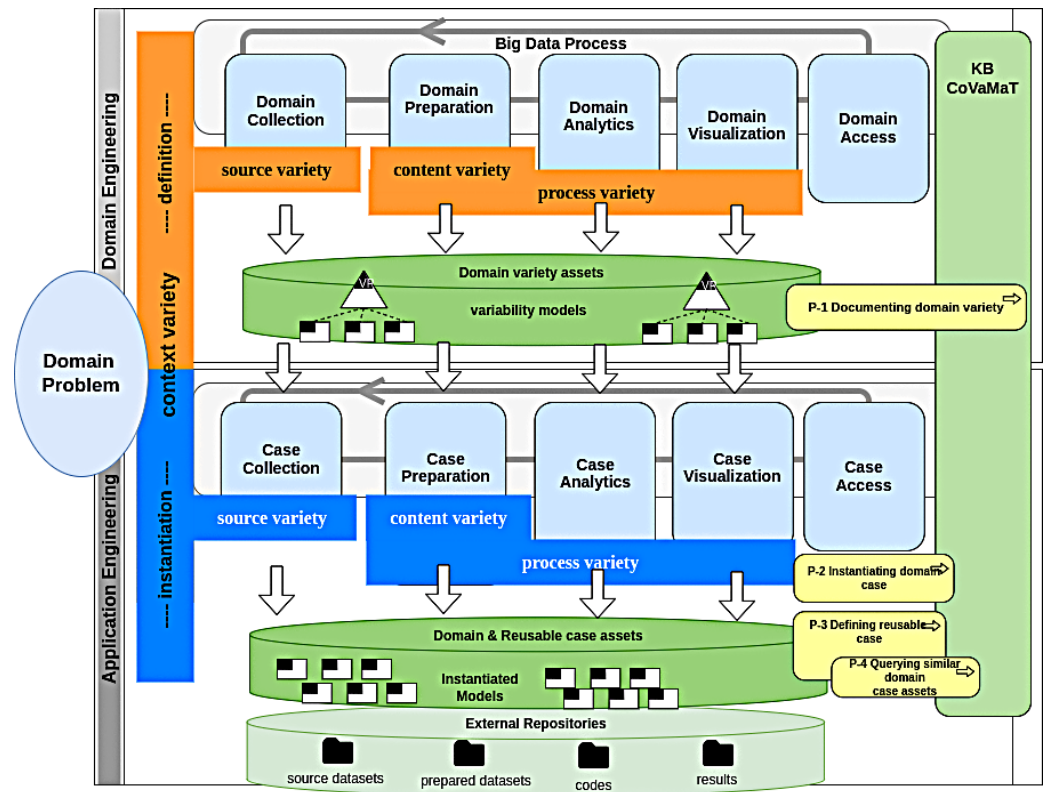 Big Data Process
KB
CoVaMaT
Domain Engineering
---- definition ----
Domain
Collection
Domain
Preparation
Domain
Analytics
Domain
Visualization
Domain
Access
source variety
content variety
process variety
Domain variety assets
VP
VP
variability models
P-1 Documenting domain variety
context variety
Domain
Problem
Application Engineering
---- instantiation ----
Case
Collection
Case
Preparation
Case
Analytics
Case
Visualization
Case
Access
source variety
content variety
process variety
P-2 Instantiating domain
case
P-3 Defining reusable
case
P-4 Querying similar
domain
case assets
Domain & Reusable case assets
Instantiated
Models
External Repositories
source datasets
prepared datasets
codes
results